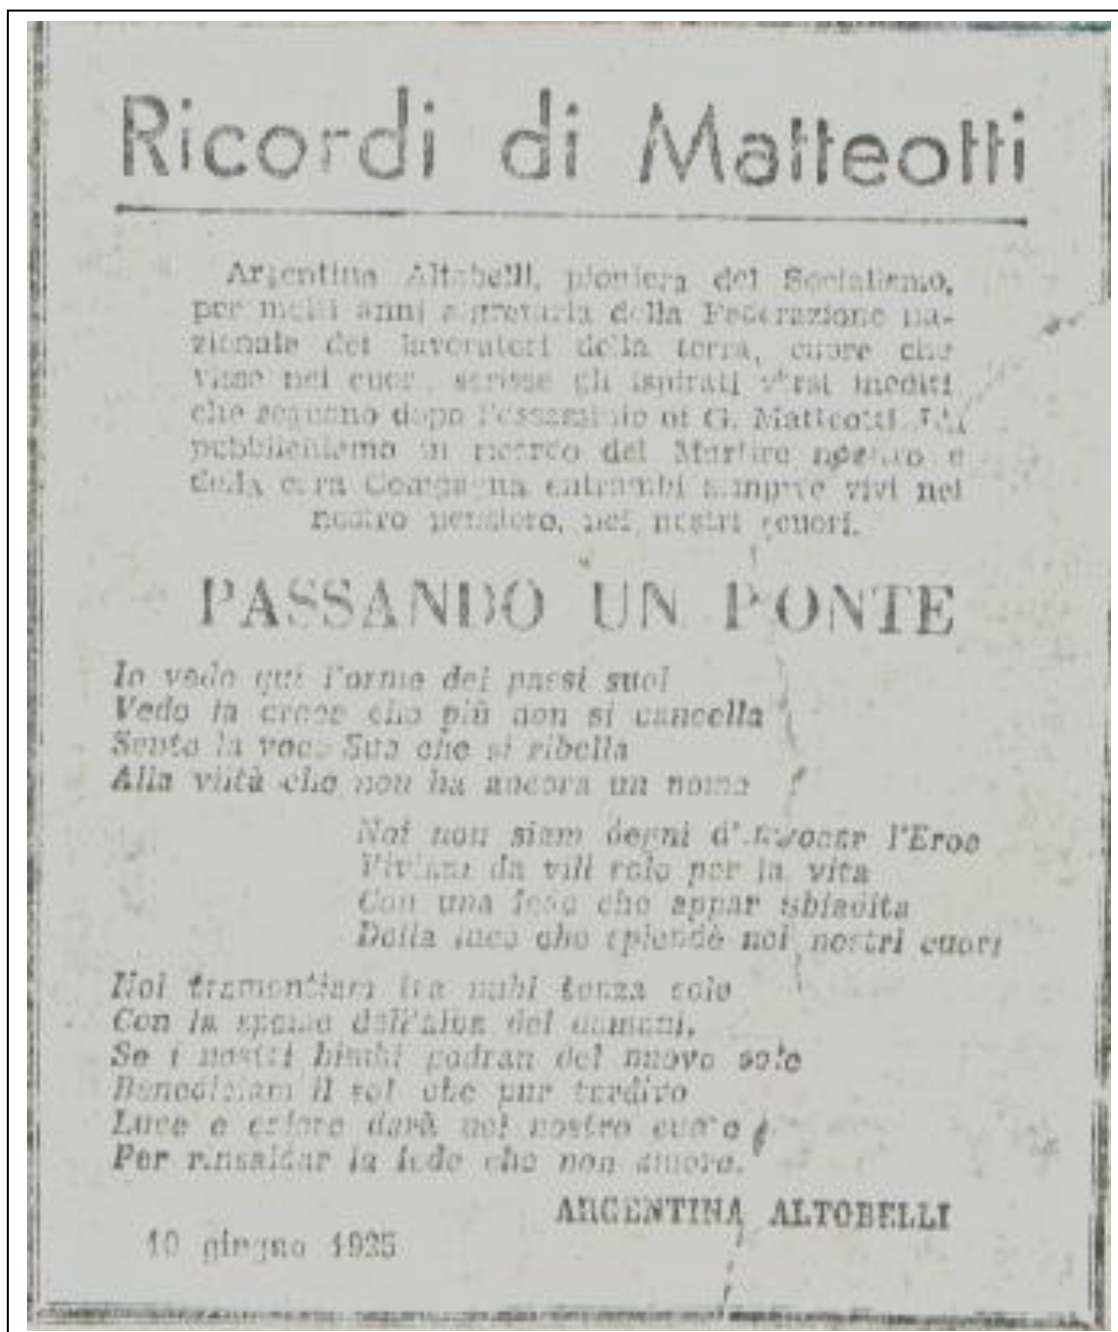 Ricordi di Matteotti
Argentina Altobelli, pioniera del Socialismo,
per molti anni segretaria della Federazione na-
zionale dei lavoratori della terra, cuore che
visse nei cuori, scrisse gli ispirati versi inediti
che seguono dopo l'assassinio di G. Matteotti. Li
pubblichiamo in ricordo del Martire nostro e
della cara Compagna entrambi sempre vivi nel
nostro pensiero, nei nostri cuori.
PASSANDO UN PONTE
Io vedo qui l'orme dei passi suoi
Vedo la croce che più non si cancella
Sento la voce Sua che si ribella
Alla viltà che non ha ancora un nome
Noi non siam degni d'invocar l'Eroe
Viviam da vili solo per la vita
Con una fede che appar sbiadita
Della luce che splende nei nostri cuori
Noi tramontiam tra nubi senza sole
Con la speme dell'alba del domani.
Se i nostri bimbi godran del nuovo sole
Benediciam il sol che pur tardivo
Luce e calore darà nel nostro cuore
Per rinsaldar la fede che non muore.
ARGENTINA ALTOBELLI
10 giugno 1925